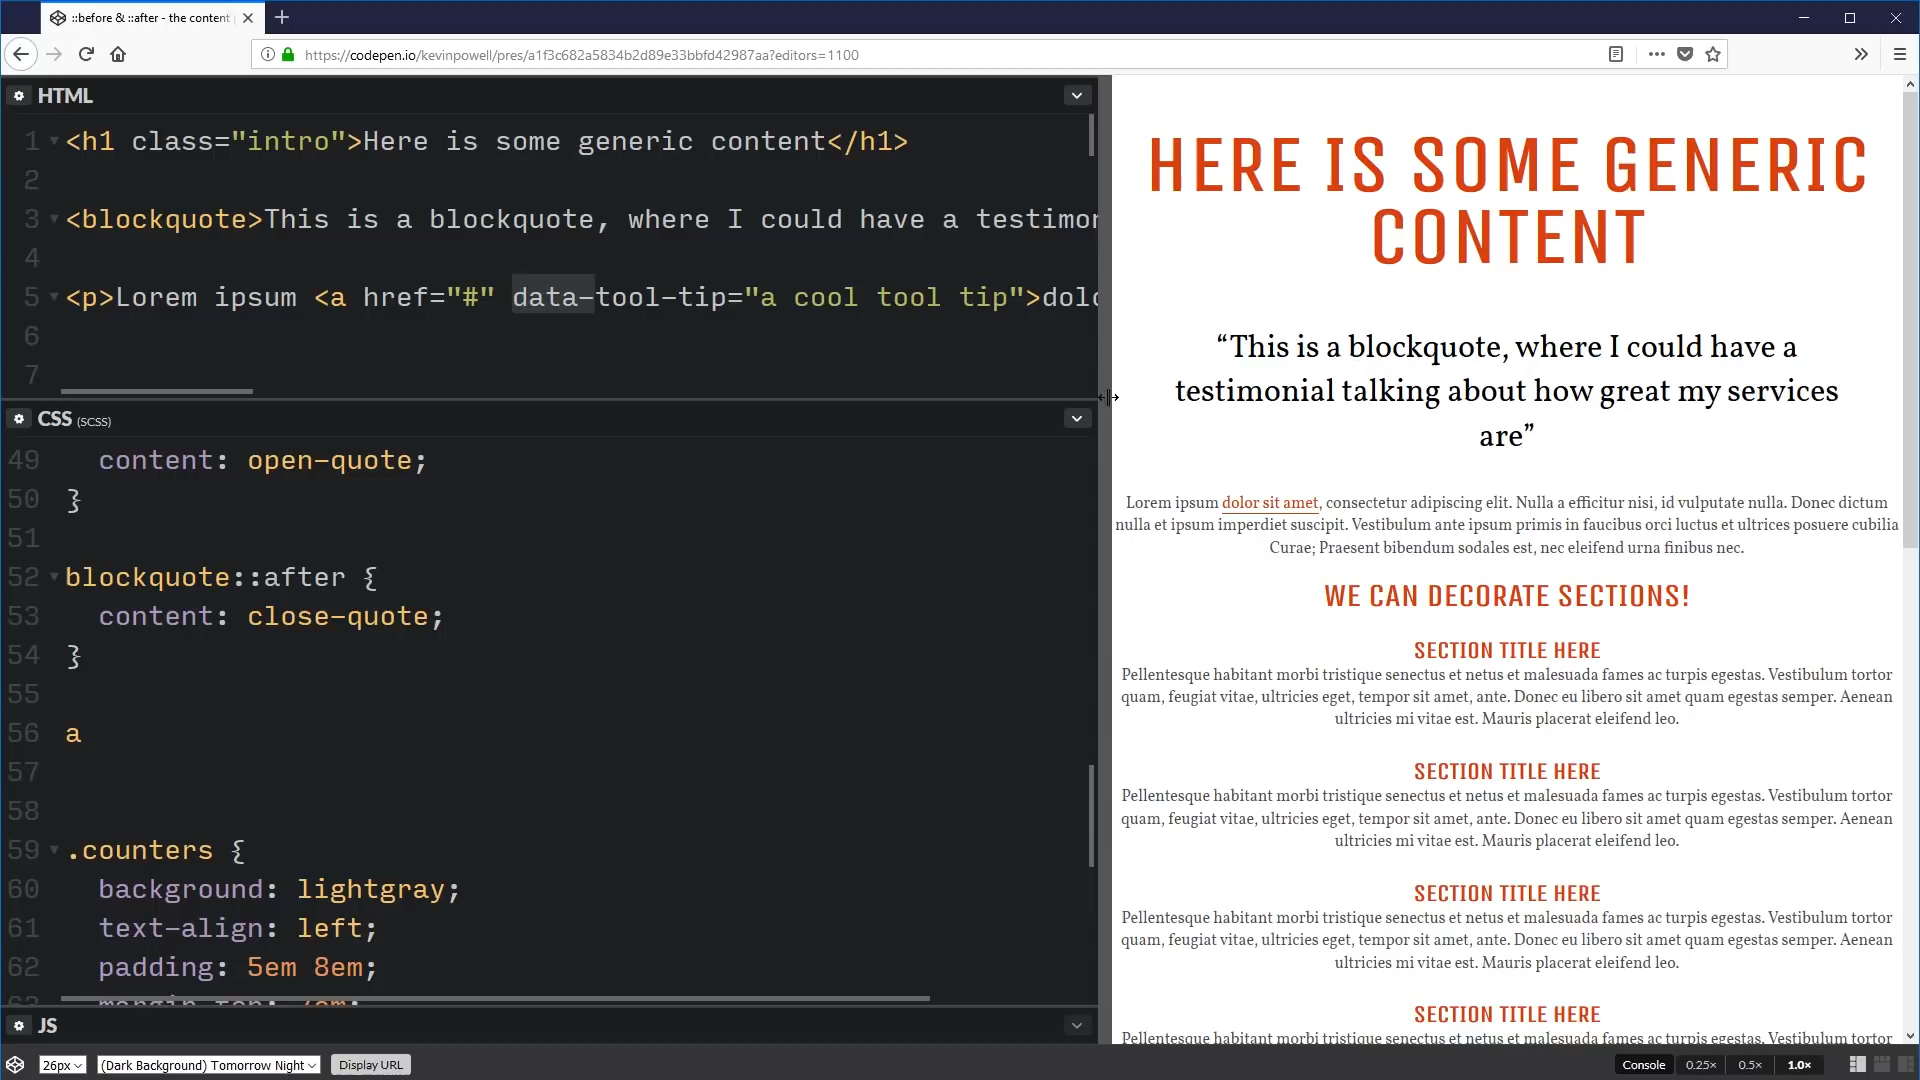 ::before & ::after - the content
https://codepen.io/kevinpowell/pres/a1f3c682a5834b2d89e33bbfd42987aa?editors=1100
HTML
1 <h1 class="intro">Here is some generic content</h1>
2
3 <blockquote>This is a blockquote, where I could have a testimon
4
5 <p>Lorem ipsum <a href="#" data-tool-tip="a cool tool tip">dolo
6
7
CSS (SCSS)
49 content: open-quote;
50 }
51
52 blockquote::after {
53 content: close-quote;
54 }
55
56 a
57
58
59 .counters {
60 background: lightgray;
61 text-align: left;
62 padding: 5em 8em;
JS
26px
(Dark Background) Tomorrow Night
Display URL
HERE IS SOME GENERIC
CONTENT
“This is a blockquote, where I could have a
testimonial talking about how great my services
are”
Lorem ipsum dolor sit amet, consectetur adipiscing elit. Nulla a efficitur nisi, id vulputate nulla. Donec dictum
nulla et ipsum imperdiet suscipit. Vestibulum ante ipsum primis in faucibus orci luctus et ultrices posuere cubilia
Curae; Praesent bibendum sodales est, nec eleifend urna finibus nec.
WE CAN DECORATE SECTIONS!
SECTION TITLE HERE
Pellentesque habitant morbi tristique senectus et netus et malesuada fames ac turpis egestas. Vestibulum tortor
quam, feugiat vitae, ultricies eget, tempor sit amet, ante. Donec eu libero sit amet quam egestas semper. Aenean
ultricies mi vitae est. Mauris placerat eleifend leo.
SECTION TITLE HERE
Pellentesque habitant morbi tristique senectus et netus et malesuada fames ac turpis egestas. Vestibulum tortor
quam, feugiat vitae, ultricies eget, tempor sit amet, ante. Donec eu libero sit amet quam egestas semper. Aenean
ultricies mi vitae est. Mauris placerat eleifend leo.
SECTION TITLE HERE
Pellentesque habitant morbi tristique senectus et netus et malesuada fames ac turpis egestas. Vestibulum tortor
quam, feugiat vitae, ultricies eget, tempor sit amet, ante. Donec eu libero sit amet quam egestas semper. Aenean
ultricies mi vitae est. Mauris placerat eleifend leo.
SECTION TITLE HERE
Pellentesque habitant morbi tristique senectus et netus et malesuada fames ac turpis egestas. Vestibulum tortor
Console 0.25× 0.5× 1.0×